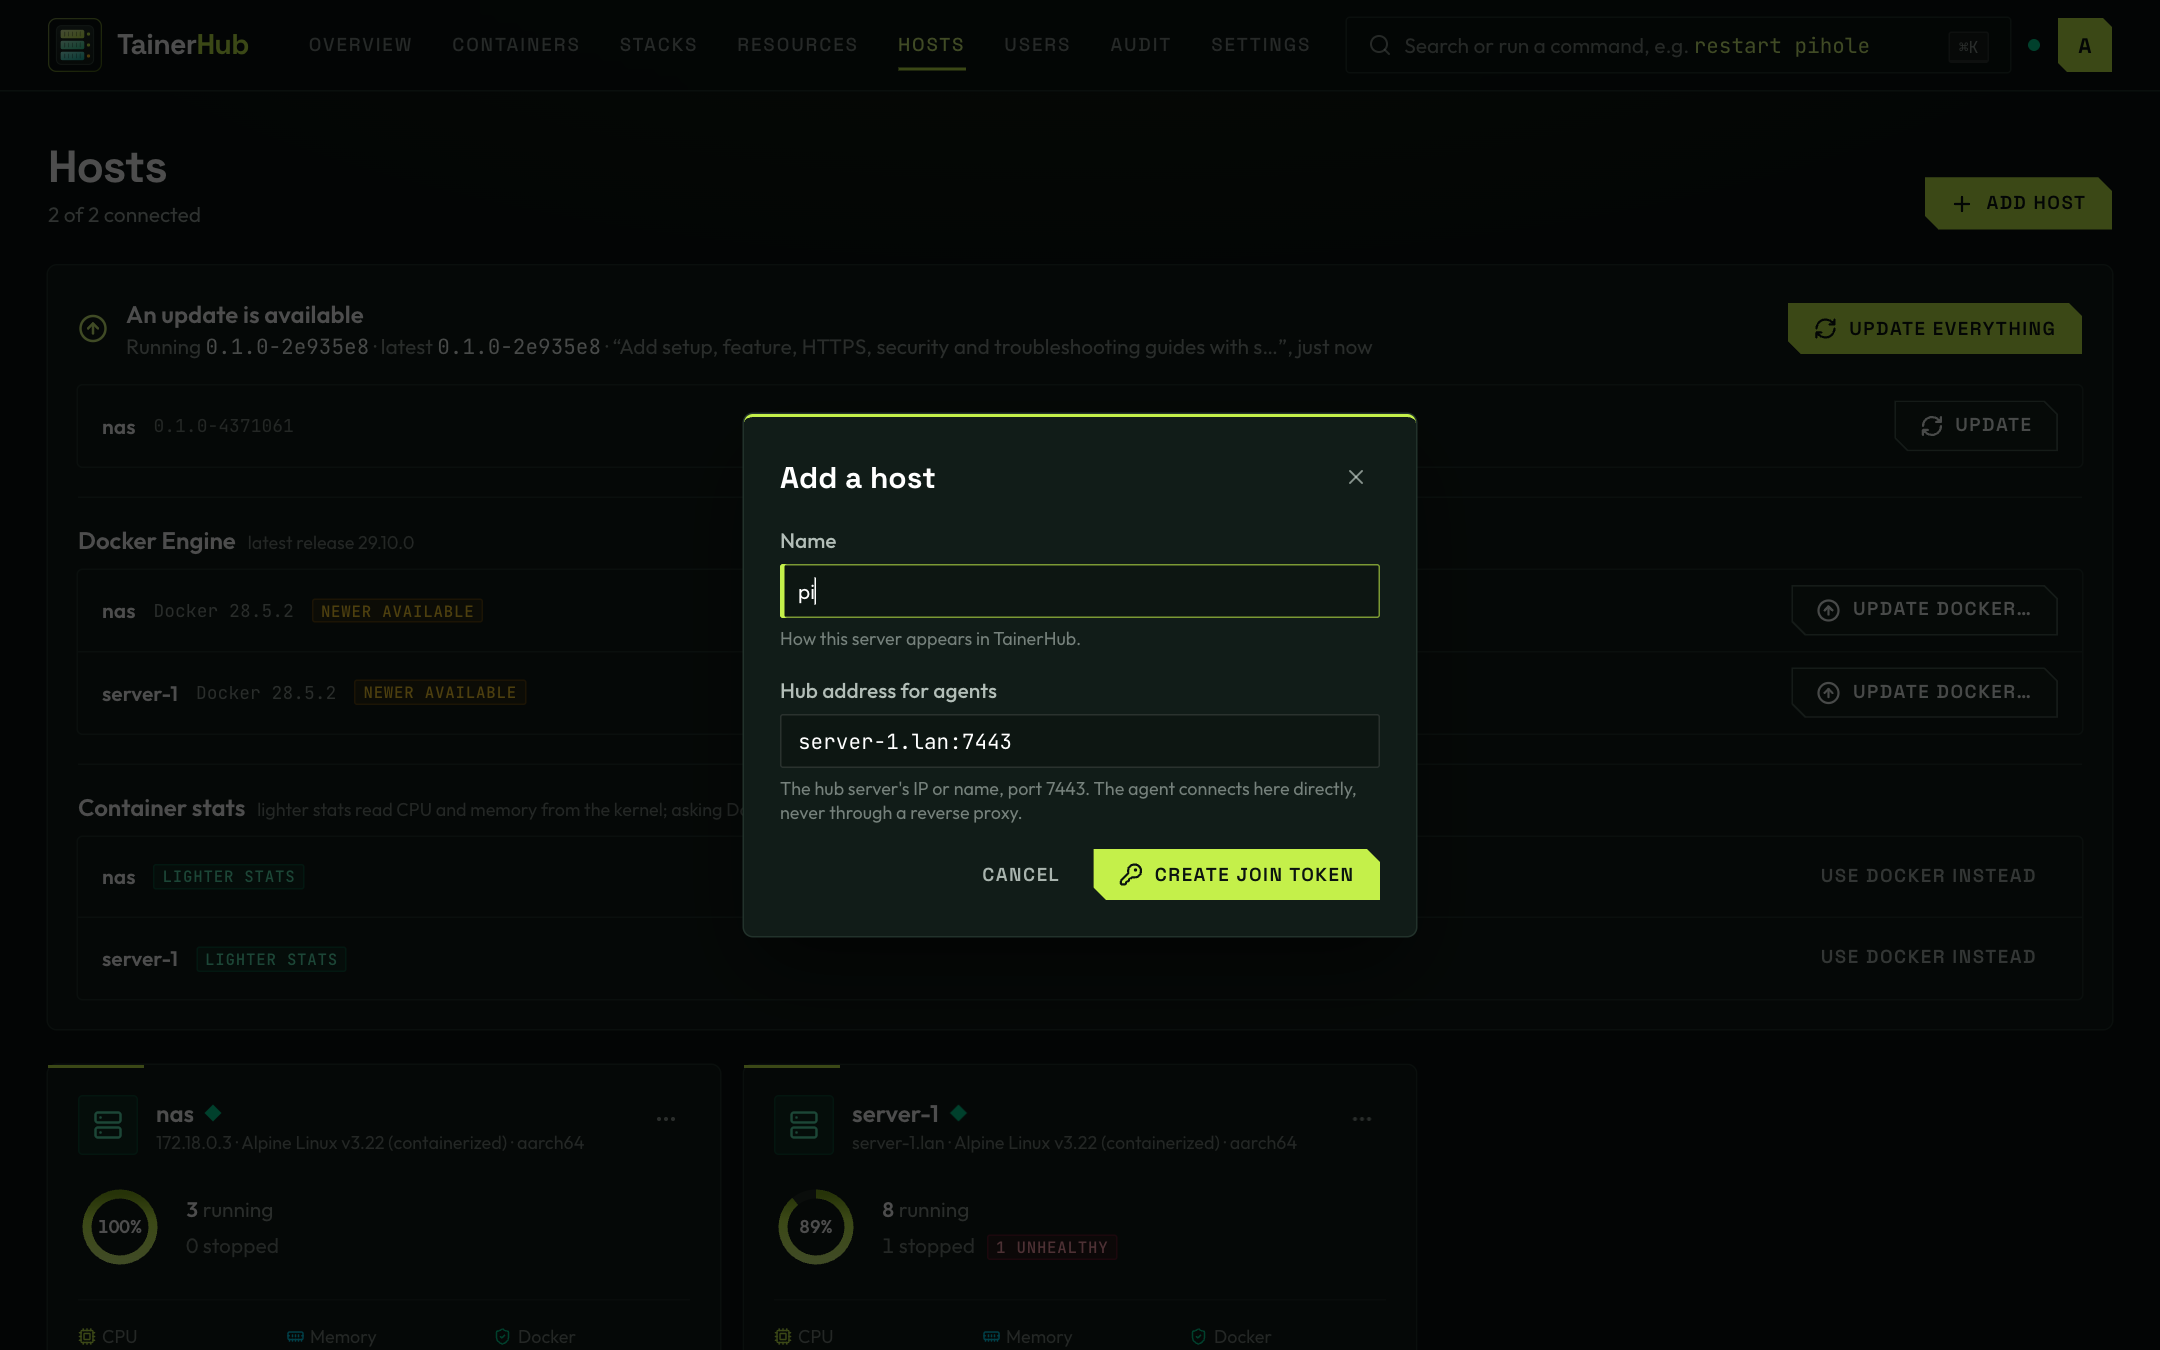 TainerHub OVERVIEW CONTAINERS STACKS RESOURCES HOSTS USERS AUDIT SETTINGS Search or run a command, e.g. restart pihole ⌘K A
Hosts
2 of 2 connected
ADD HOST
An update is available
Running 0.1.0-2e935e8 · latest 0.1.0-2e935e8 · “Add setup, feature, HTTPS, security and troubleshooting guides with s…”, just now
UPDATE EVERYTHING
nas 0.1.0-4371061
UPDATE
Docker Engine latest release 29.10.0
nas Docker 28.5.2 NEWER AVAILABLE
UPDATE DOCKER…
server-1 Docker 28.5.2 NEWER AVAILABLE
UPDATE DOCKER…
Container stats lighter stats read CPU and memory from the kernel; asking
nas LIGHTER STATS
USE DOCKER INSTEAD
server-1 LIGHTER STATS
USE DOCKER INSTEAD
Add a host
Name
pi
How this server appears in TainerHub.
Hub address for agents
server-1.lan:7443
The hub server's IP or name, port 7443. The agent connects here directly,
never through a reverse proxy.
CANCEL
CREATE JOIN TOKEN
nas
172.18.0.3 · Alpine Linux v3.22 (containerized) · aarch64
100%
3 running
0 stopped
CPU Memory Docker
server-1
server-1.lan · Alpine Linux v3.22 (containerized) · aarch64
89%
8 running
1 stopped 1 UNHEALTHY
CPU Memory Docker